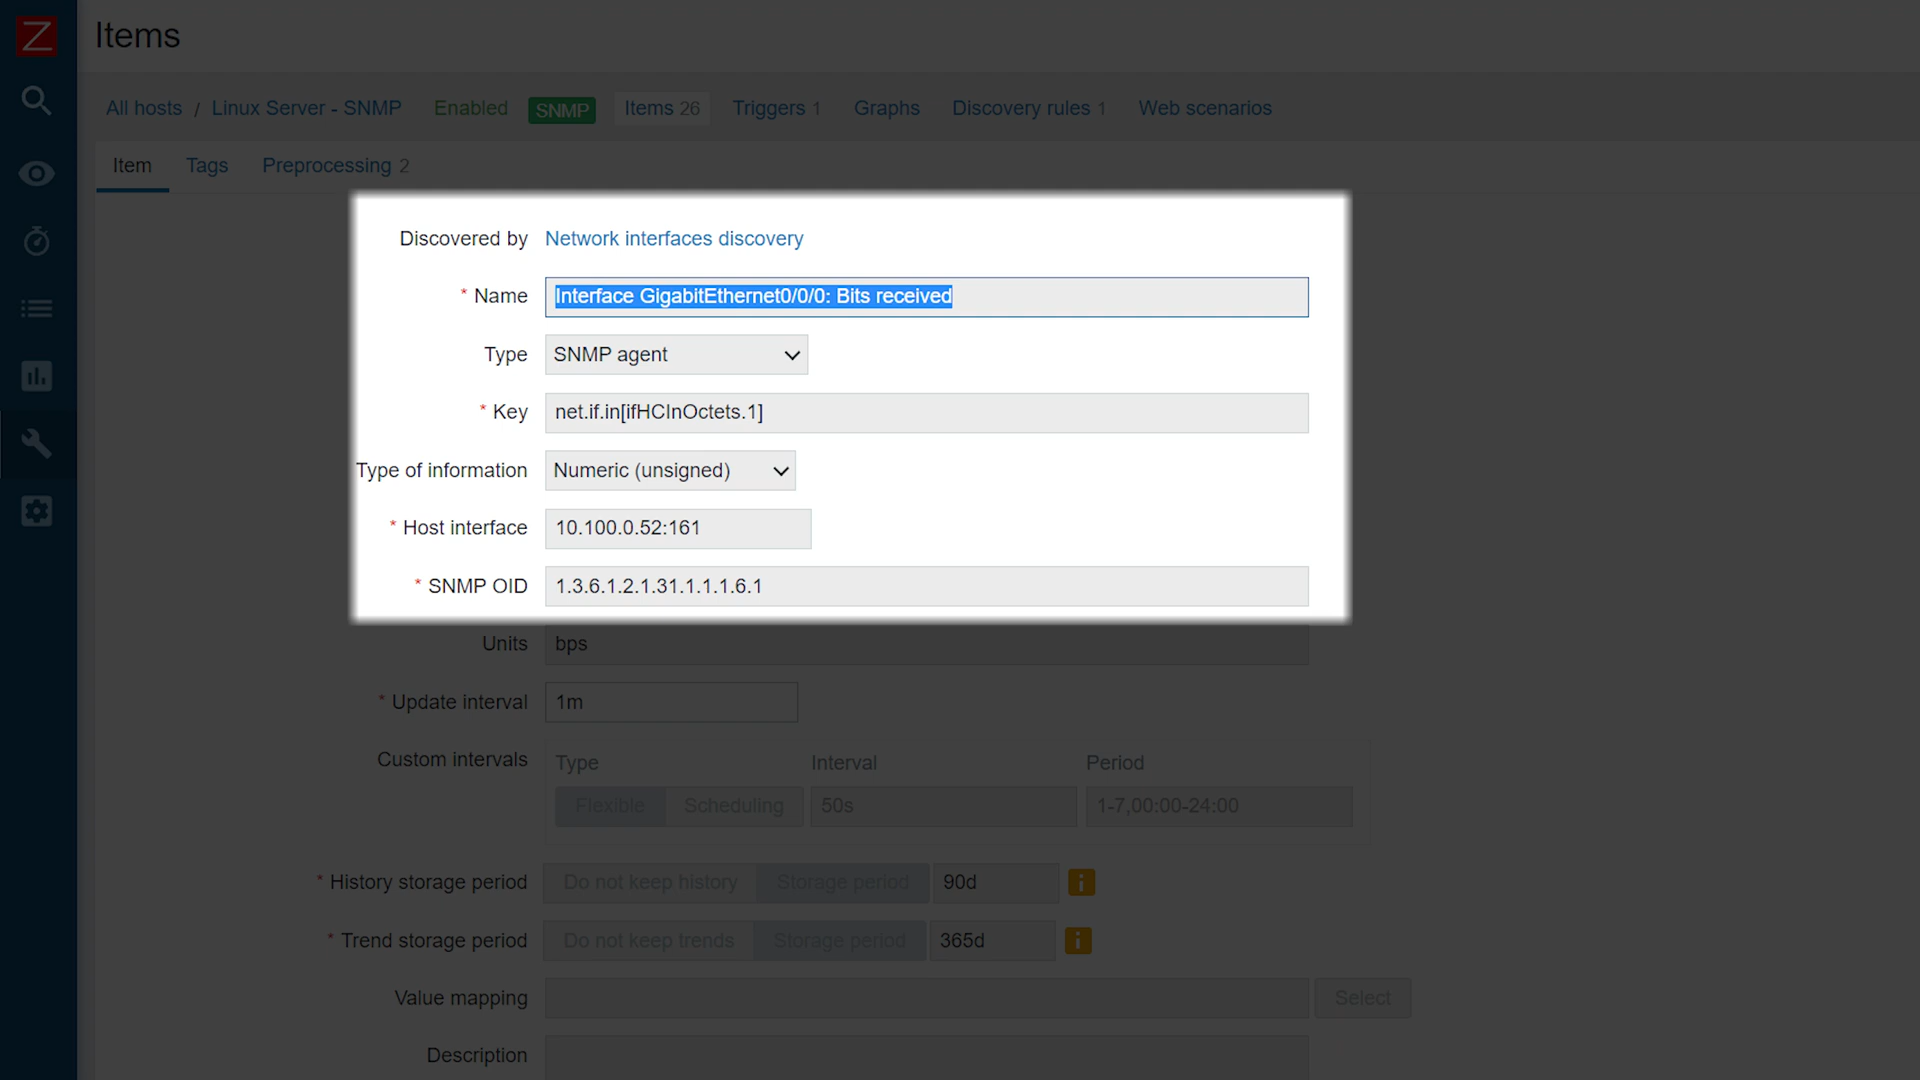 Z
Items
All hosts / Linux Server - SNMP Enabled SNMP Items 26 Triggers 1 Graphs Discovery rules 1 Web scenarios
Item Tags Preprocessing 2
Discovered by Network interfaces discovery
* Name Interface GigabitEthernet0/0/0: Bits received
Type SNMP agent
* Key net.if.in[ifHCInOctets.1]
Type of information Numeric (unsigned)
* Host interface 10.100.0.52:161
* SNMP OID 1.3.6.1.2.1.31.1.1.1.6.1
Units bps
* Update interval 1m
Custom intervals Type Interval Period
Flexible Scheduling 50s 1-7,00:00-24:00
* History storage period Do not keep history Storage period 90d i
* Trend storage period Do not keep trends Storage period 365d i
Value mapping Select
Description